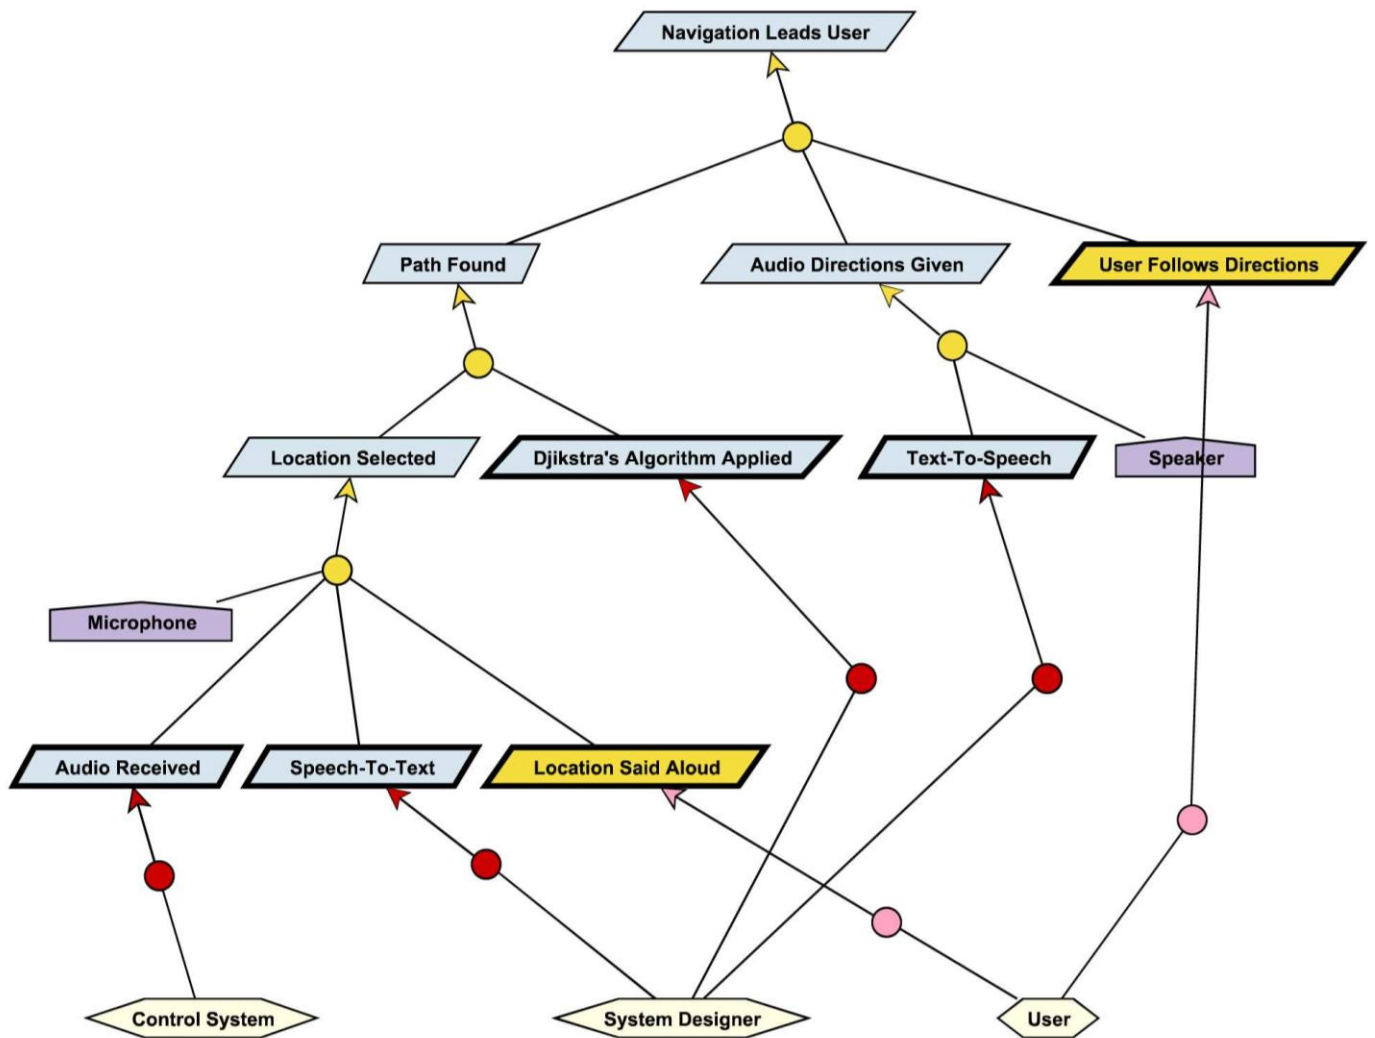 Navigation Leads User
Path Found
Audio Directions Given
User Follows Directions
Location Selected
Djikstra's Algorithm Applied
Text-To-Speech
Speaker
Microphone
Audio Received
Speech-To-Text
Location Said Aloud
Control System
System Designer
User